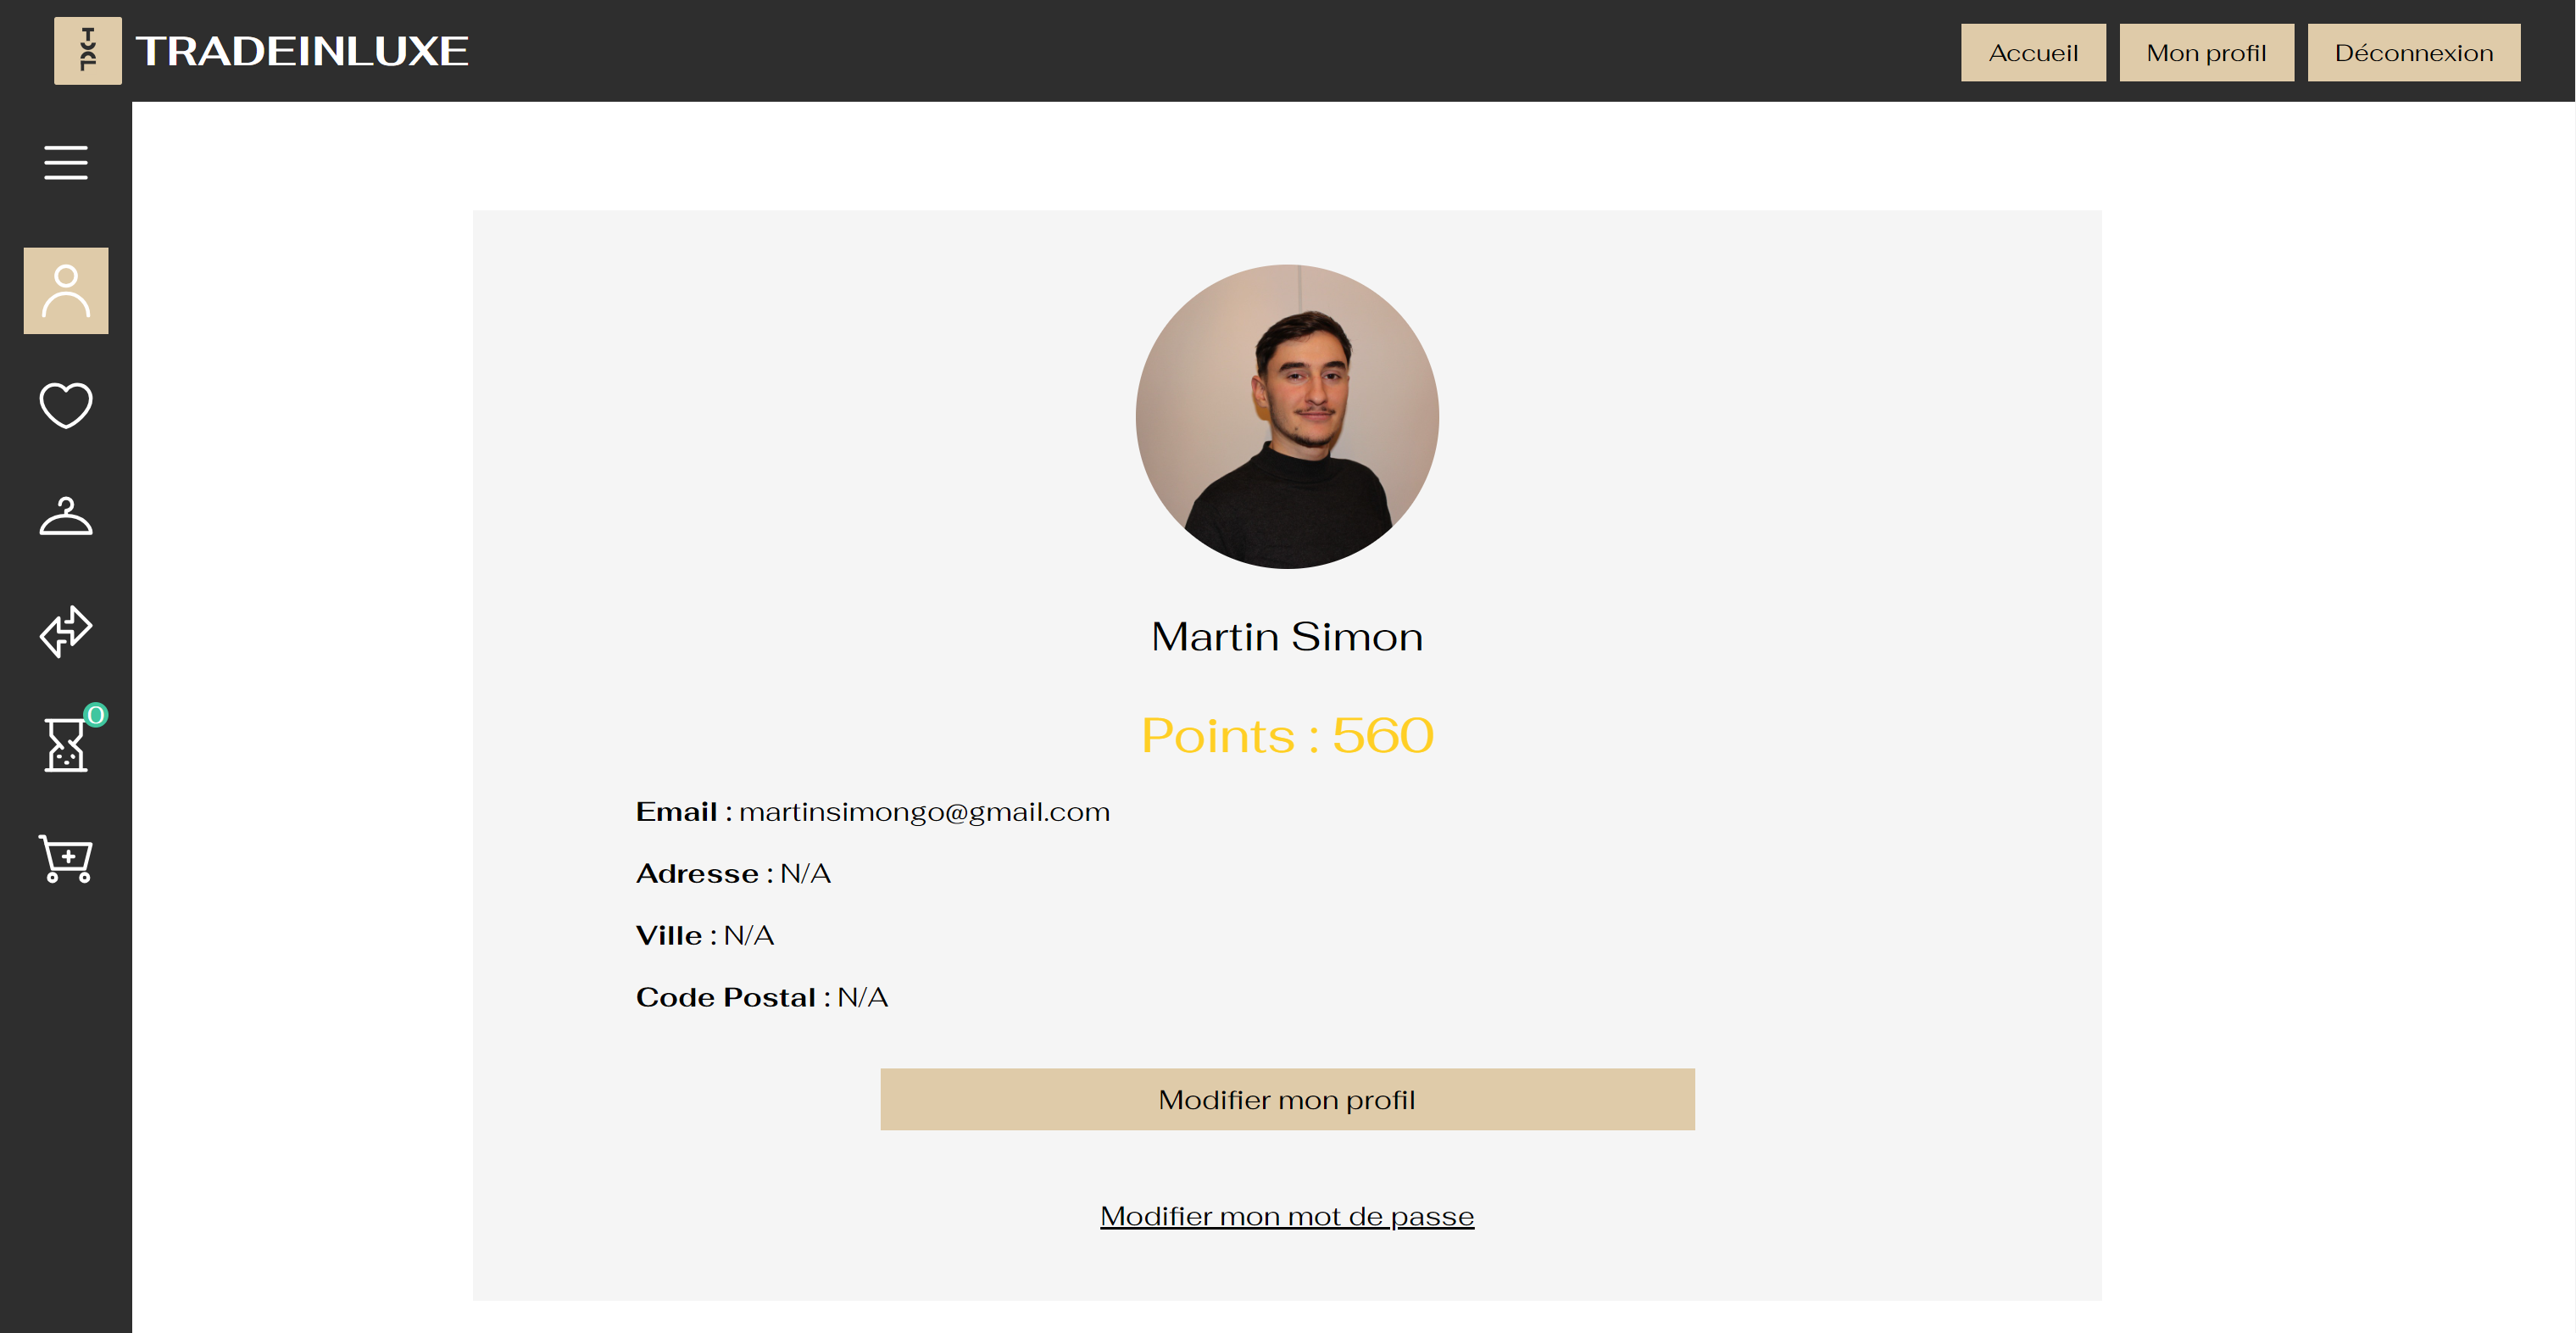 TRADEINLUXE
Accueil
Mon profil
Déconnexion
Martin Simon
Points : 560
0
Email : martinsimongo@gmail.com
Adresse : N/A
Ville : N/A
Code Postal : N/A
Modifier mon profil
Modifier mon mot de passe